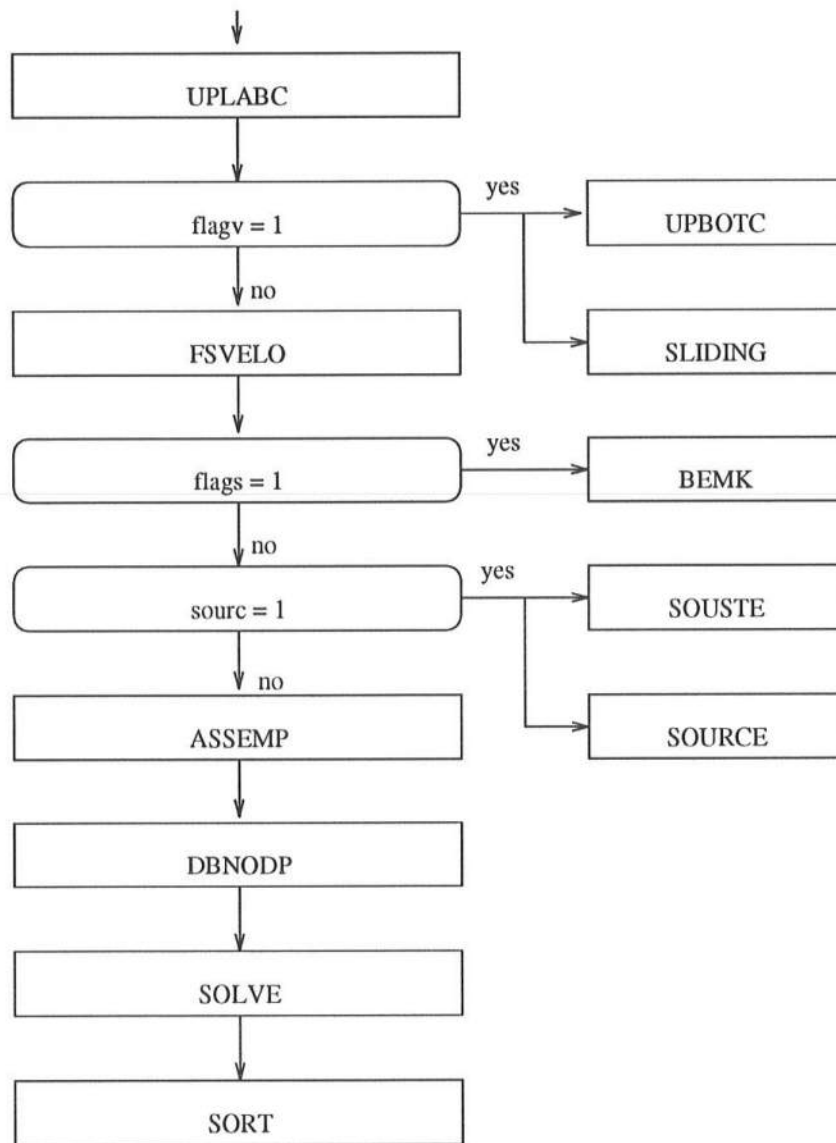 UPLABC
yes
flagv = 1
UPBOTC
no
FSVELO
SLIDING
yes
flags = 1
BEMK
no
yes
sourc = 1
SOUSTE
no
ASSEMP
SOURCE
DBNODP
SOLVE
SORT